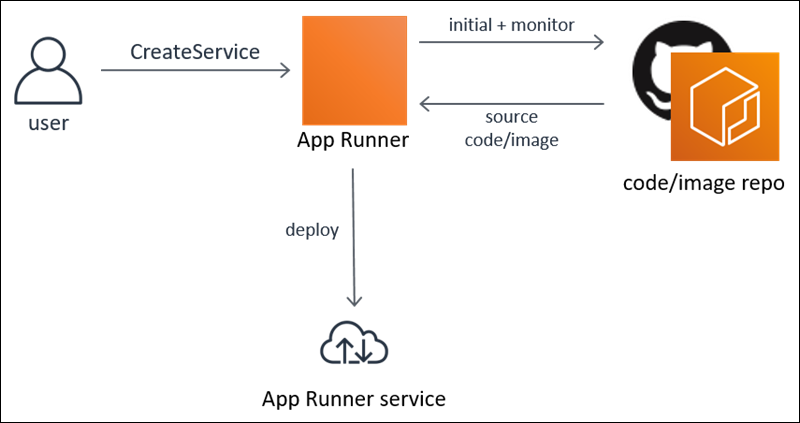 initial + monitor
CreateService
user
App Runner
source
code/image
code/image repo
deploy
App Runner service